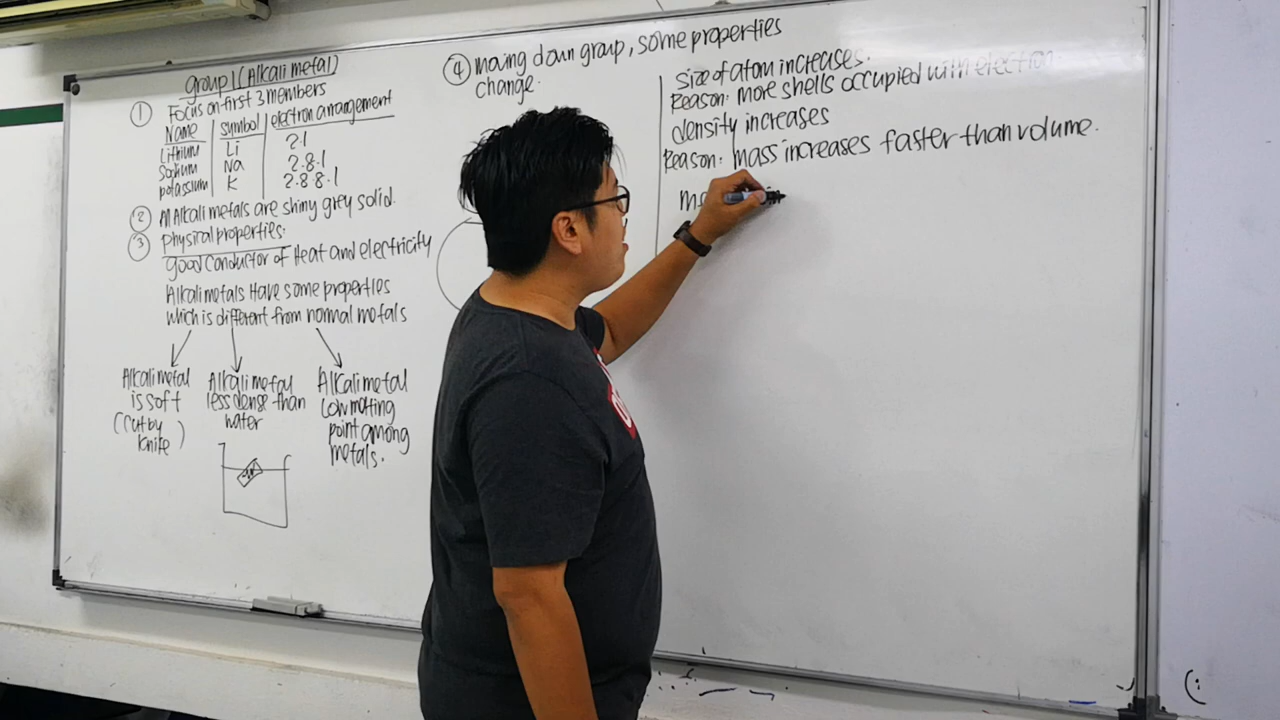 group 1 (Alkali metal)
① Focus on first 3 members
Name symbol electron arrangement
Lithium Li 2.1
Sodium Na 2.8.1
potassium K 2.8.8.1
② All Alkali metals are shiny grey solid.
③ physical properties:
good conductor of Heat and electricity
Alkali metals Have some properties
which is different from normal metals
Alkali metal
is soft
(cut by
knife)
Alkali metal
less dense than
water
Alkali metal
Low melting
point among
metals.
④ moving down group, some properties
change.
size of atom increases.
Reason: more shells occupied with electron
density increases
Reason: mass increases faster than volume.